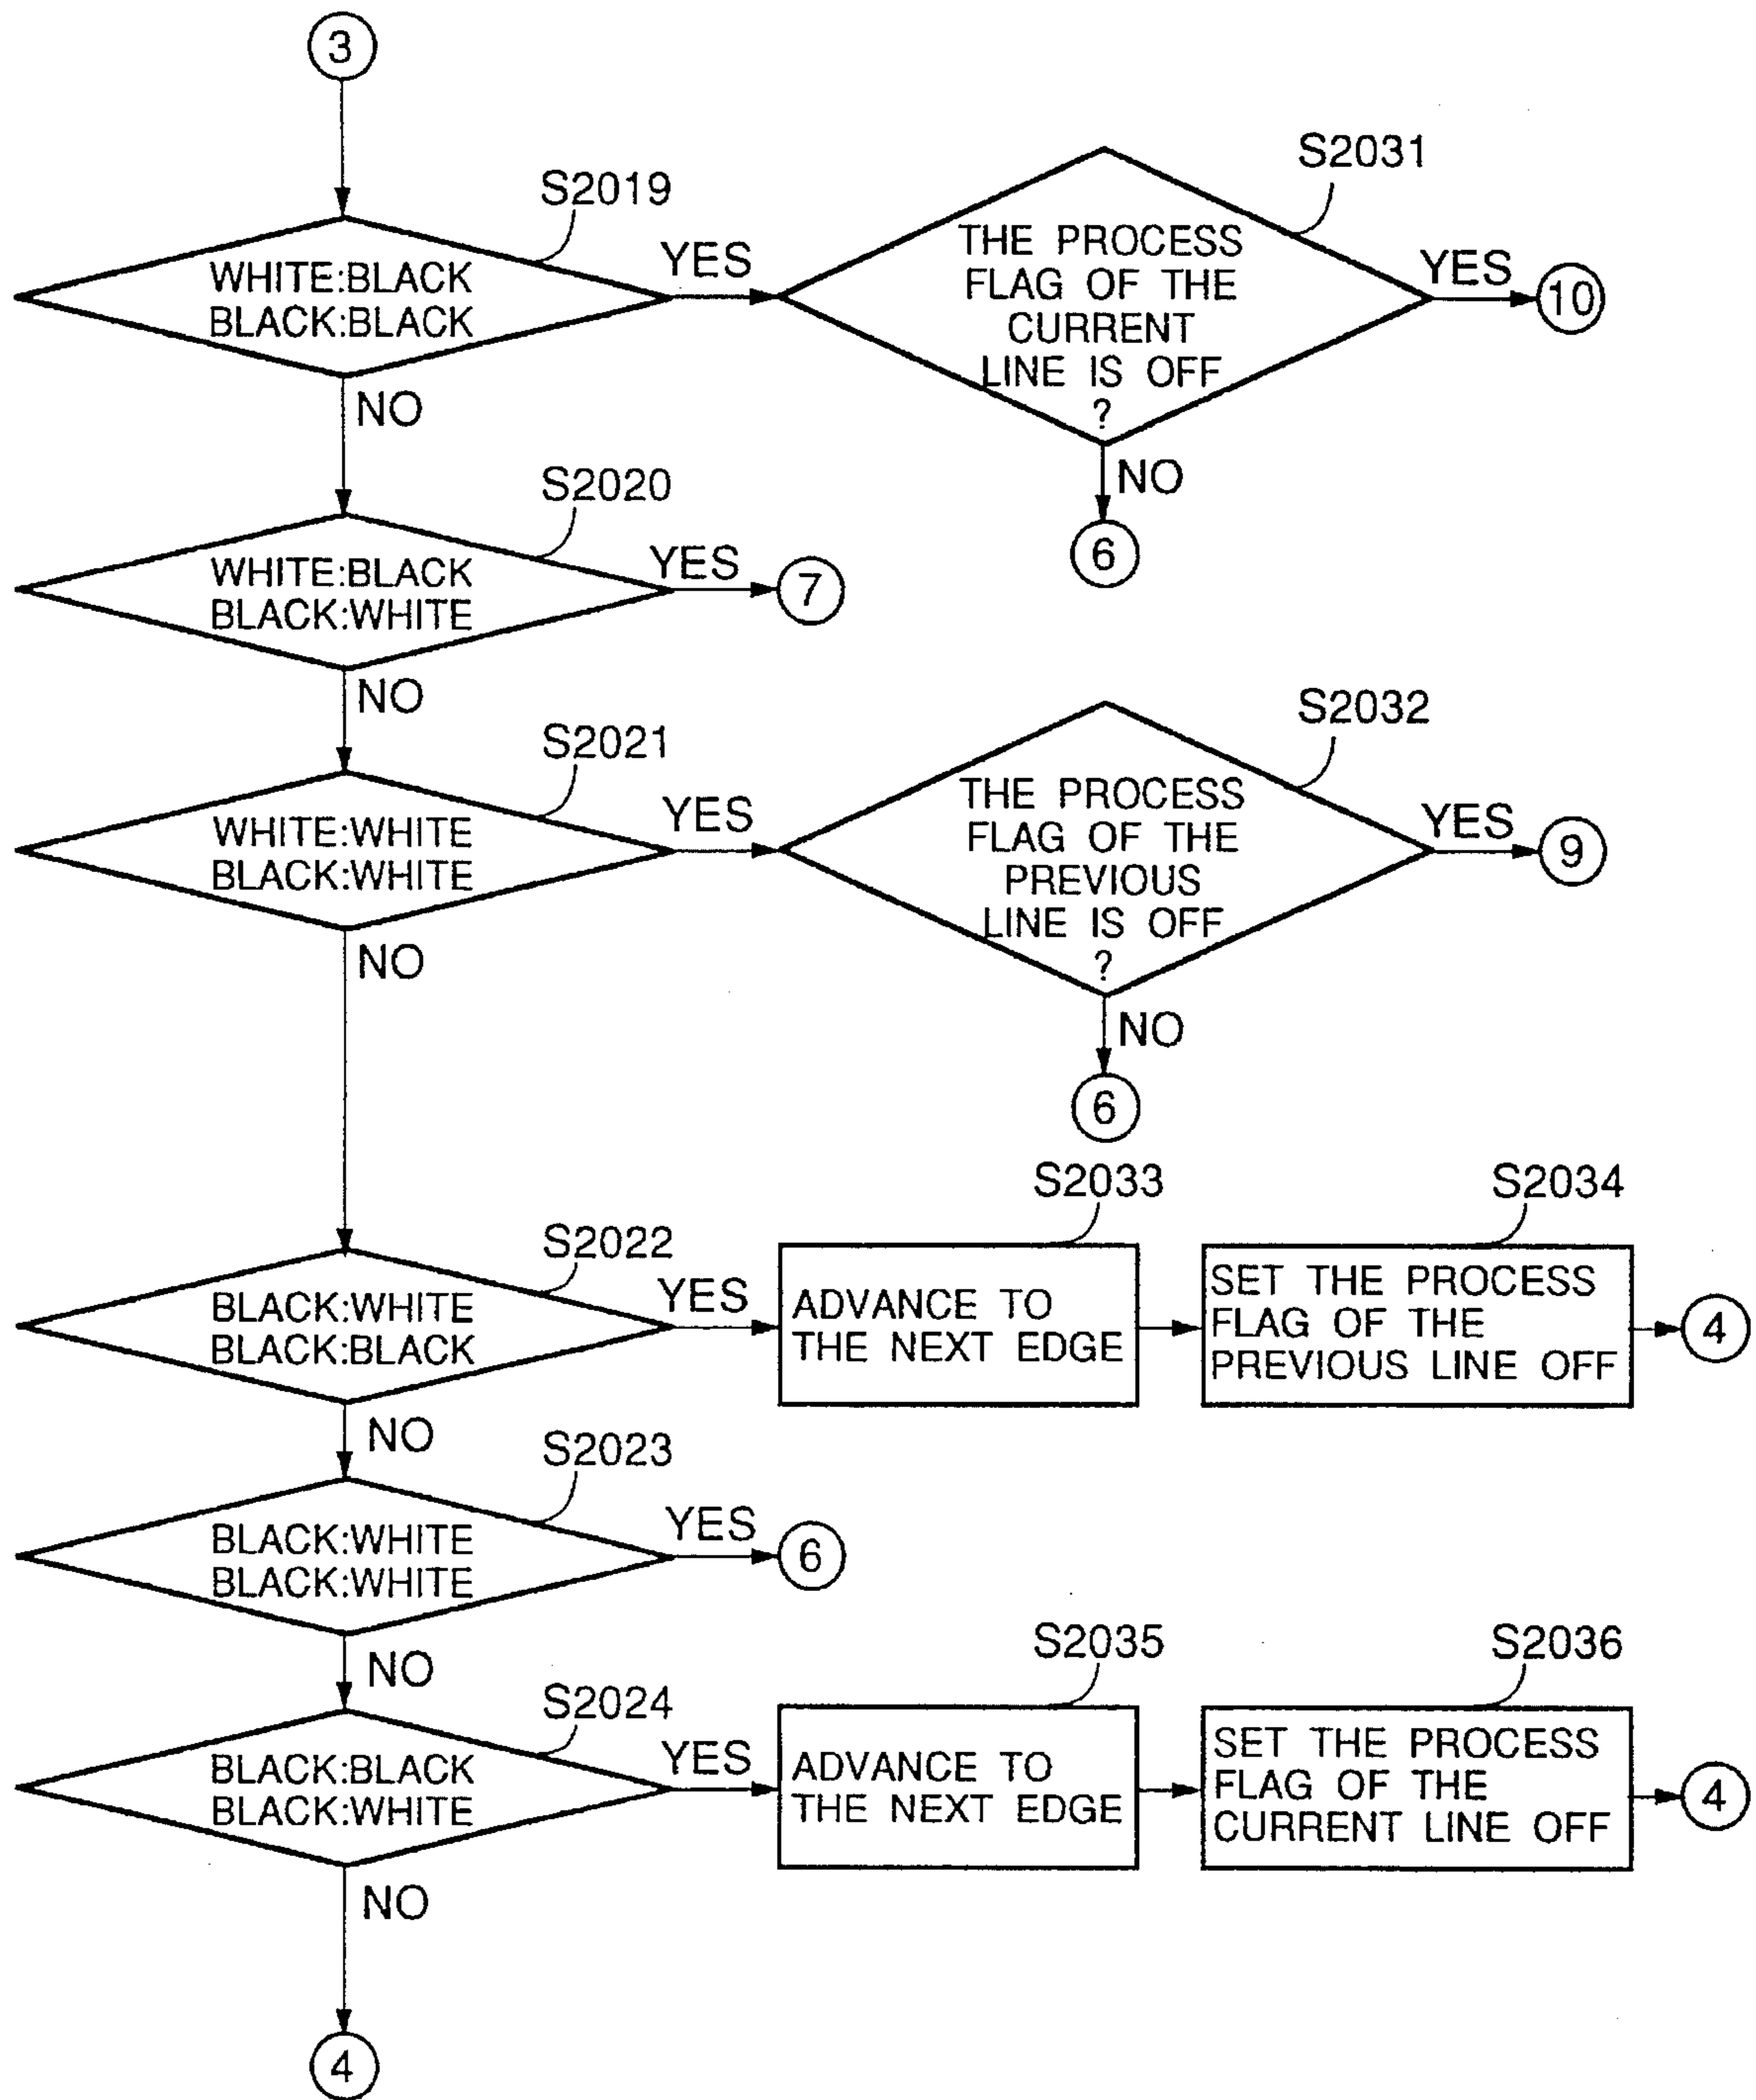 3
S2019
WHITE:BLACK
BLACK:BLACK
YES
NO
S2031
THE PROCESS
FLAG OF THE
CURRENT
LINE IS OFF
?
YES
10
NO
6
S2020
WHITE:BLACK
BLACK:WHITE
YES
7
NO
S2021
WHITE:WHITE
BLACK:WHITE
YES
NO
S2032
THE PROCESS
FLAG OF THE
PREVIOUS
LINE IS OFF
?
YES
9
NO
6
S2022
BLACK:WHITE
BLACK:BLACK
YES
NO
S2033
ADVANCE TO
THE NEXT EDGE
S2034
SET THE PROCESS
FLAG OF THE
PREVIOUS LINE OFF
4
S2023
BLACK:WHITE
BLACK:WHITE
YES
6
NO
S2024
BLACK:BLACK
BLACK:WHITE
YES
NO
S2035
ADVANCE TO
THE NEXT EDGE
S2036
SET THE PROCESS
FLAG OF THE
CURRENT LINE OFF
4
4